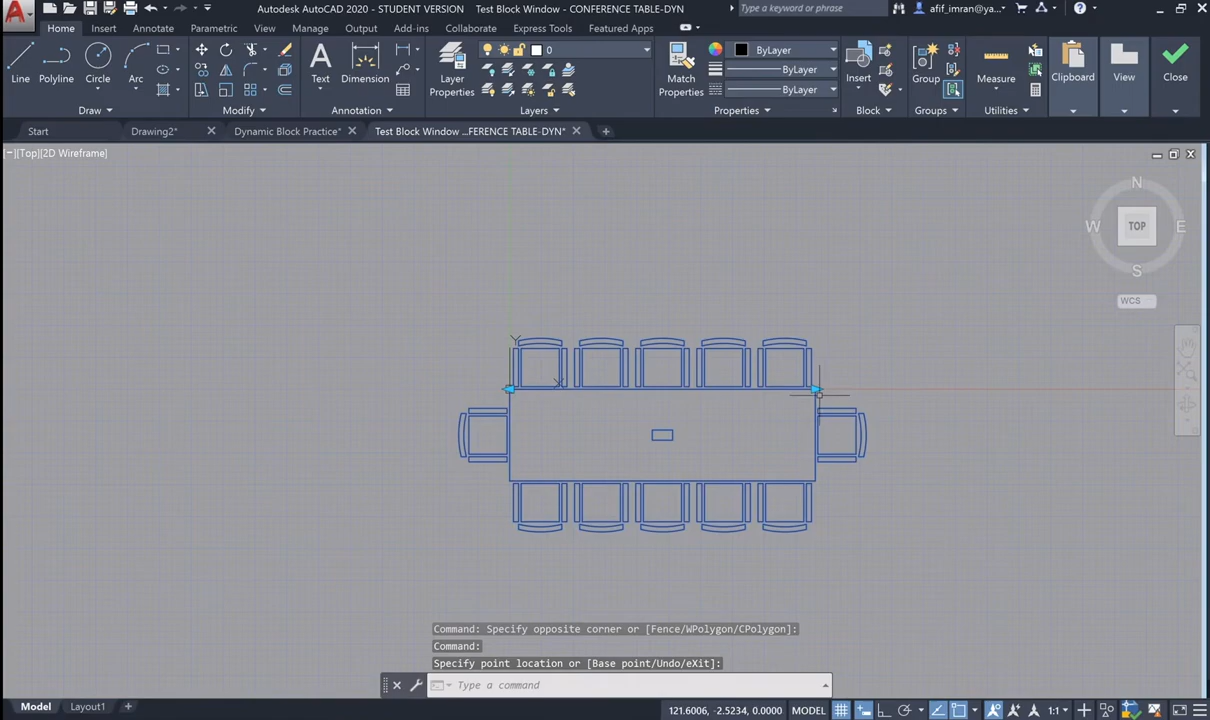 Autodesk AutoCAD 2020 - STUDENT VERSION Test Block Window - CONFERENCE TABLE-DYN Type a keyword or phrase afif_imran@ya...
Home Insert Annotate Parametric View Manage Output Collaborate Express Tools Featured Apps
0 ByLayer
ByLayer
ByLayer
Line Polyline Circle Arc Text Dimension Layer Properties Match Properties Insert Group Measure Clipboard View Close
Draw Modify Annotation Layers Properties Block Groups Utilities
Start Drawing2* Dynamic Block Practice* Test Block Window ...FERENCE TABLE-DYN*
[−][Top][2D Wireframe]
N
W TOP E
S
WCS
Y
X
Command: Specify opposite corner or [Fence/WPolygon/CPolygon]:
Command:
Specify point location or [Base point/Undo/eXit]:
Type a command
Model Layout1 121.6006, -2.5234, 0.0000 MODEL 1:1